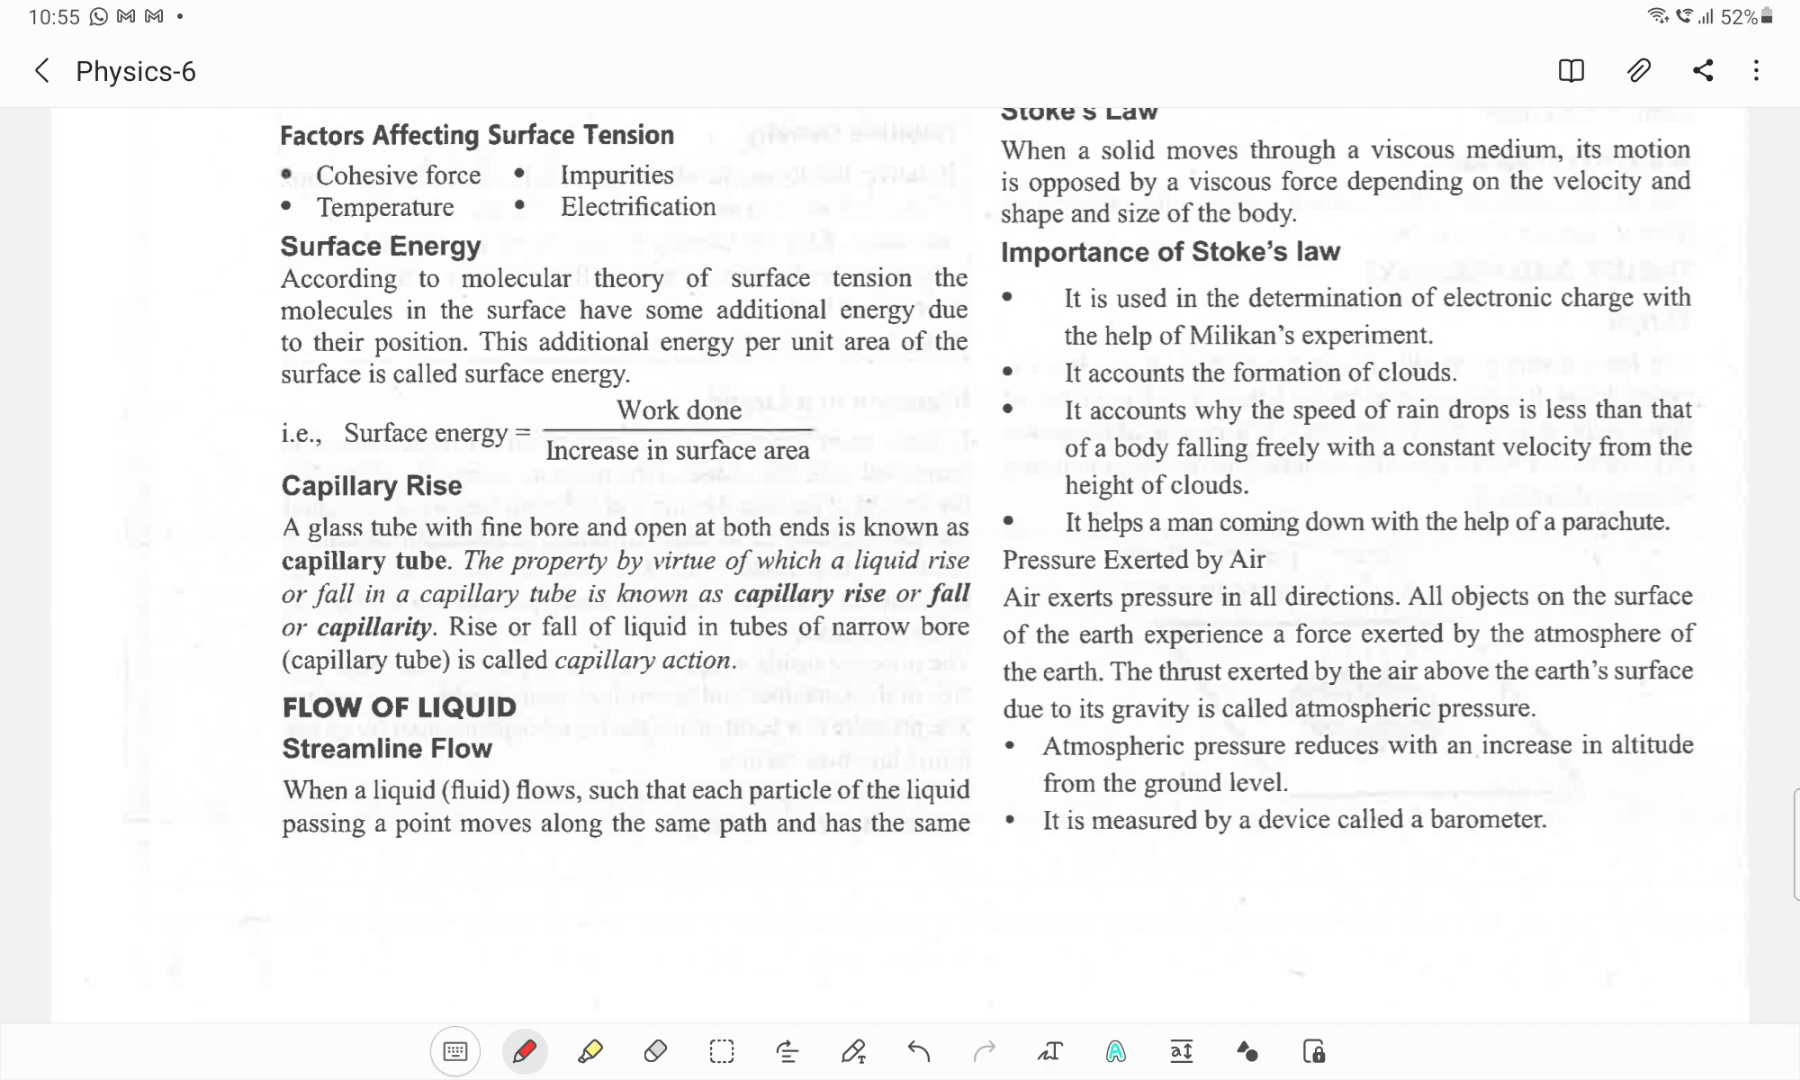 10:55
52%
Physics-6
Factors Affecting Surface Tension
• Cohesive force • Impurities
• Temperature • Electrification
Surface Energy
According to molecular theory of surface tension the
molecules in the surface have some additional energy due
to their position. This additional energy per unit area of the
surface is called surface energy.
Work done
i.e., Surface energy =
Increase in surface area
Capillary Rise
A glass tube with fine bore and open at both ends is known as
capillary tube. The property by virtue of which a liquid rise
or fall in a capillary tube is known as capillary rise or fall
or capillarity. Rise or fall of liquid in tubes of narrow bore
(capillary tube) is called capillary action.
FLOW OF LIQUID
Streamline Flow
When a liquid (fluid) flows, such that each particle of the liquid
passing a point moves along the same path and has the same
Stoke's Law
When a solid moves through a viscous medium, its motion
is opposed by a viscous force depending on the velocity and
shape and size of the body.
Importance of Stoke's law
• It is used in the determination of electronic charge with
the help of Milikan's experiment.
• It accounts the formation of clouds.
• It accounts why the speed of rain drops is less than that
of a body falling freely with a constant velocity from the
height of clouds.
• It helps a man coming down with the help of a parachute.
Pressure Exerted by Air
Air exerts pressure in all directions. All objects on the surface
of the earth experience a force exerted by the atmosphere of
the earth. The thrust exerted by the air above the earth's surface
due to its gravity is called atmospheric pressure.
• Atmospheric pressure reduces with an increase in altitude
from the ground level.
• It is measured by a device called a barometer.